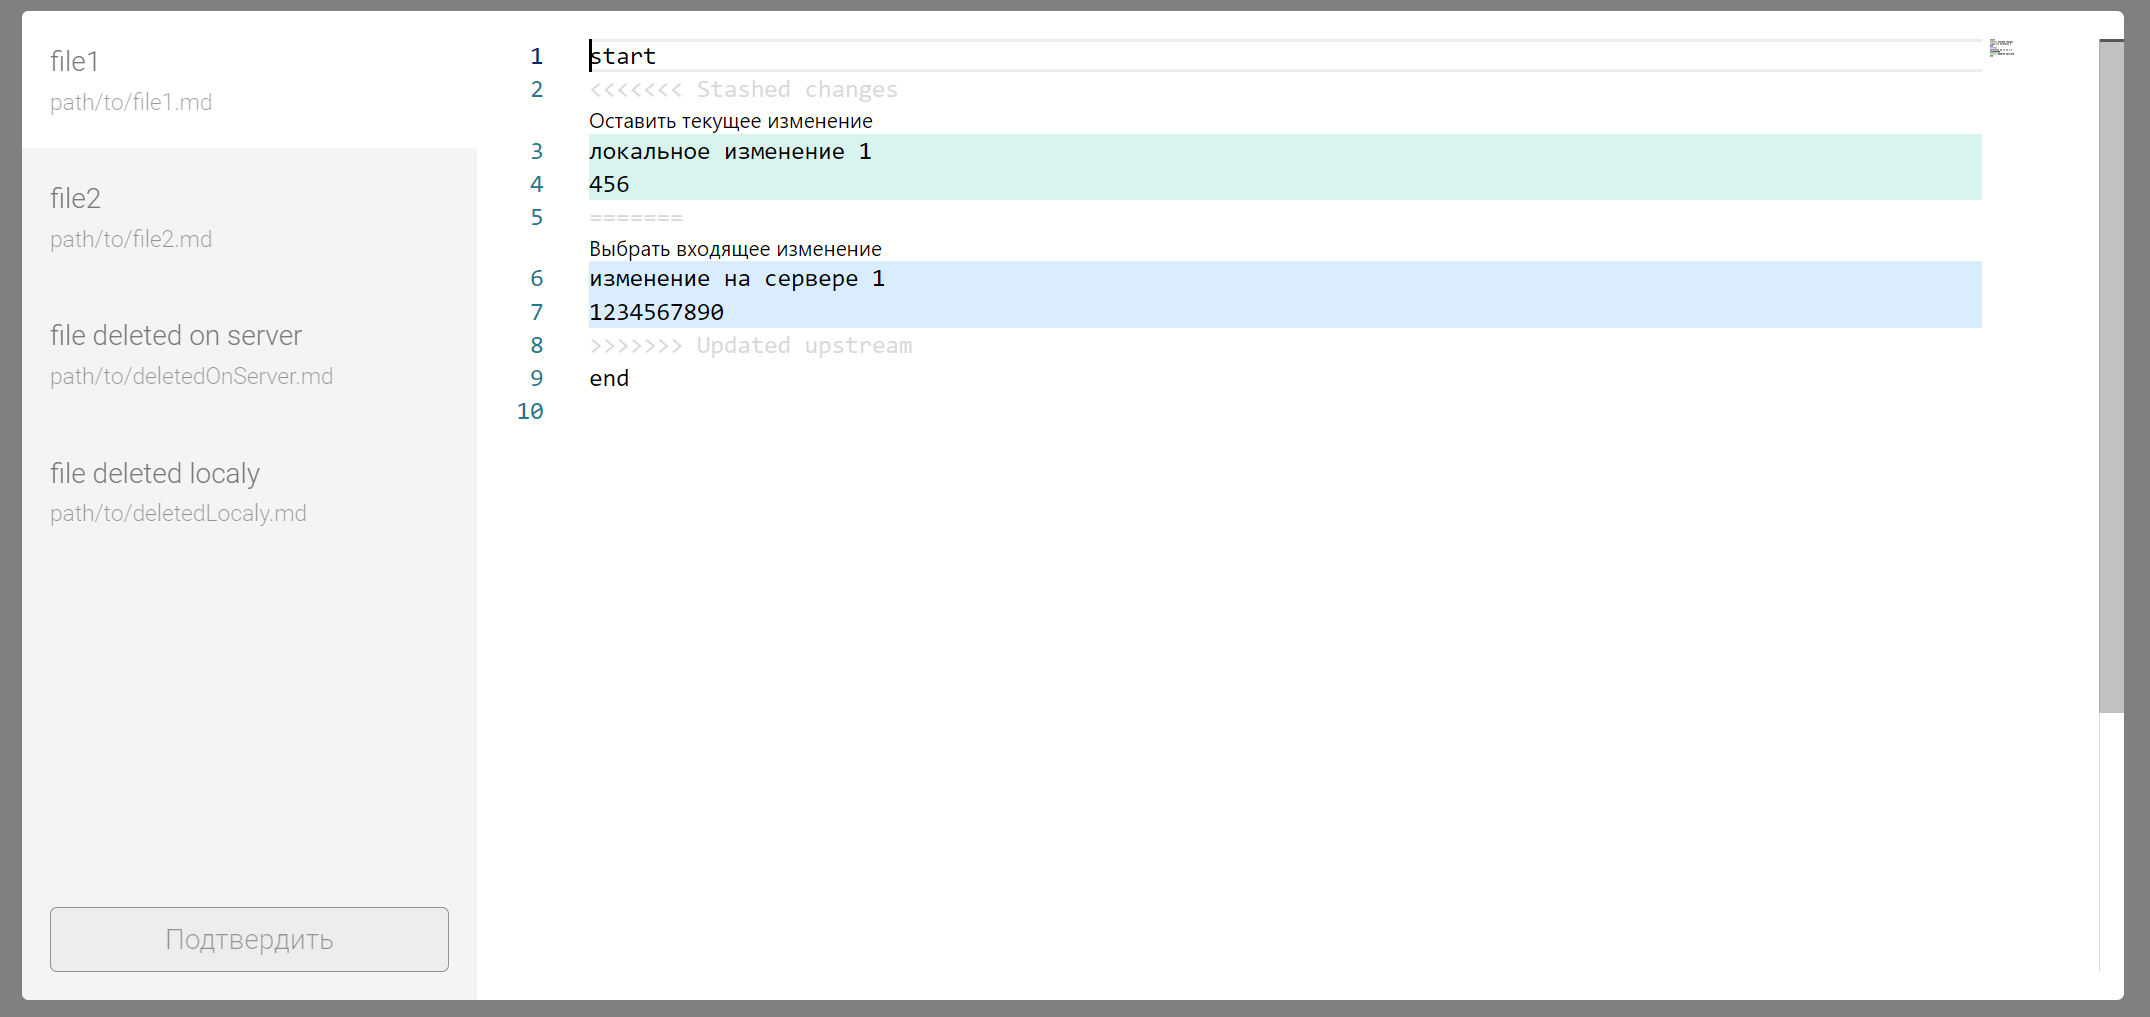 file1
path/to/file1.md
file2
path/to/file2.md
file deleted on server
path/to/deletedOnServer.md
file deleted localy
path/to/deletedLocaly.md
Подтвердить
1 start
2 <<<<<<< Stashed changes
Оставить текущее изменение
3 локальное изменение 1
4 456
5 =======
Выбрать входящее изменение
6 изменение на сервере 1
7 1234567890
8 >>>>>>> Updated upstream
9 end
10